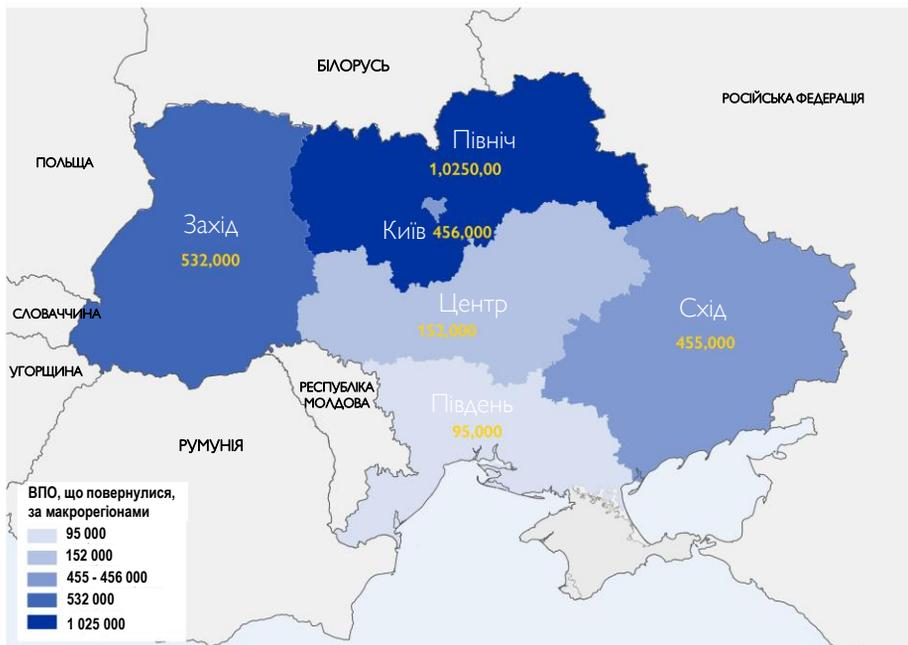 БІЛОРУСЬ
РОСІЙСЬКА ФЕДЕРАЦІЯ
Північ
ПОЛЬЩА
1,0250,00
Захід
Київ 456,000
532,000
Центр
Схід
СЛОВАЧЧИНА
152,000
455,000
УГОРЩИНА
РЕСПУБЛІКА
МОЛДОВА
Південь
95,000
РУМУНІЯ
ВПО, що повернулися,
за макрорегіонами
95 000
152 000
455 - 456 000
532 000
1 025 000